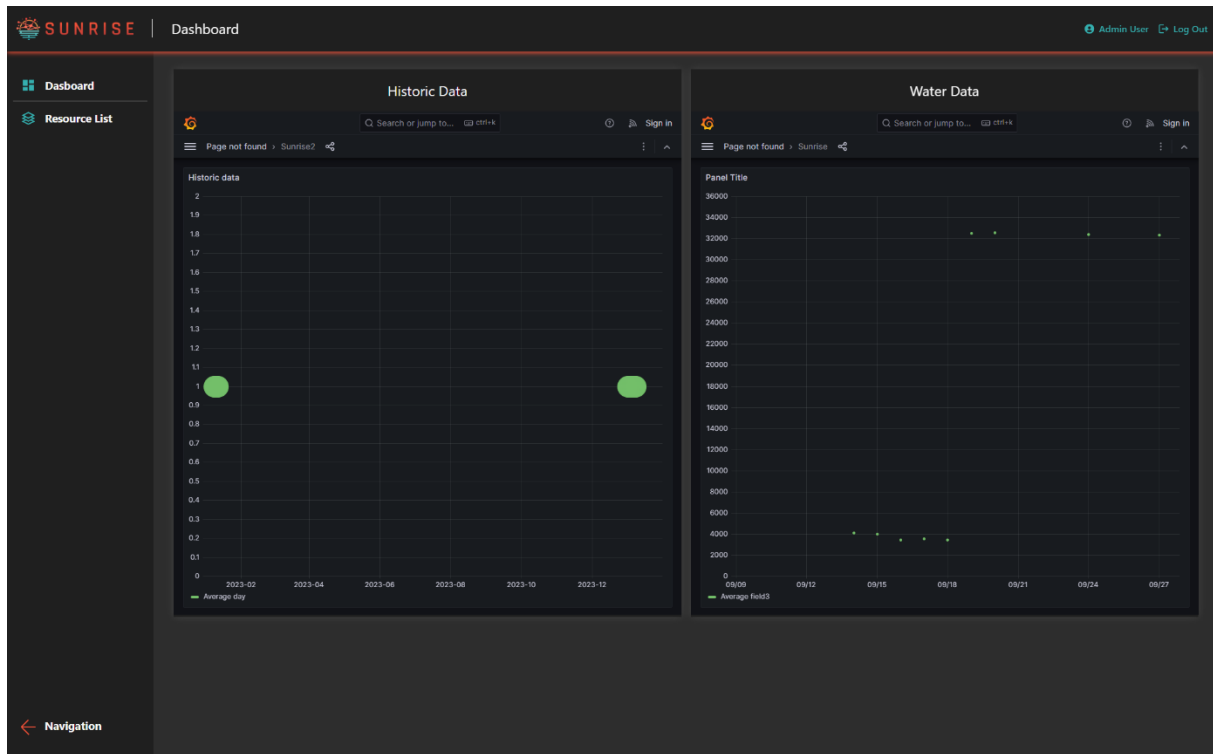 SUNRISE | Dashboard
Admin User Log Out
Dasboard
Resource List
Historic Data
Search or jump to... ctrl+k Sign in
Page not found › Sunrise2
Historic data
2
1.9
1.8
1.7
1.6
1.5
1.4
1.3
1.2
1.1
1
0.9
0.8
0.7
0.6
0.5
0.4
0.3
0.2
0.1
0
2023-02 2023-04 2023-06 2023-08 2023-10 2023-12
Average day
Water Data
Search or jump to... ctrl+k Sign in
Page not found › Sunrise
Panel Title
36000
34000
32000
30000
28000
26000
24000
22000
20000
18000
16000
14000
12000
10000
8000
6000
4000
2000
0
09/09 09/12 09/15 09/18 09/21 09/24 09/27
Average field3
Navigation